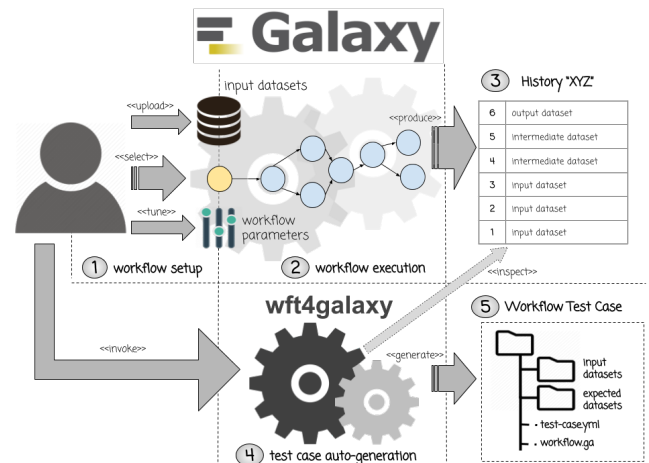 Galaxy
input datasets
<<upload>>
<<select>>
<<tune>>
workflow
parameters
<<produce>>
1 workflow setup
2 workflow execution
3 History "XYZ"
6 output dataset
5 intermediate dataset
4 intermediate dataset
3 input dataset
2 input dataset
1 input dataset
<<inspect>>
wft4galaxy
<<invoke>>
<<generate>>
4 test case auto-generation
5 Workflow Test Case
input
datasets
expected
datasets
test-case.yml
workflow.ga